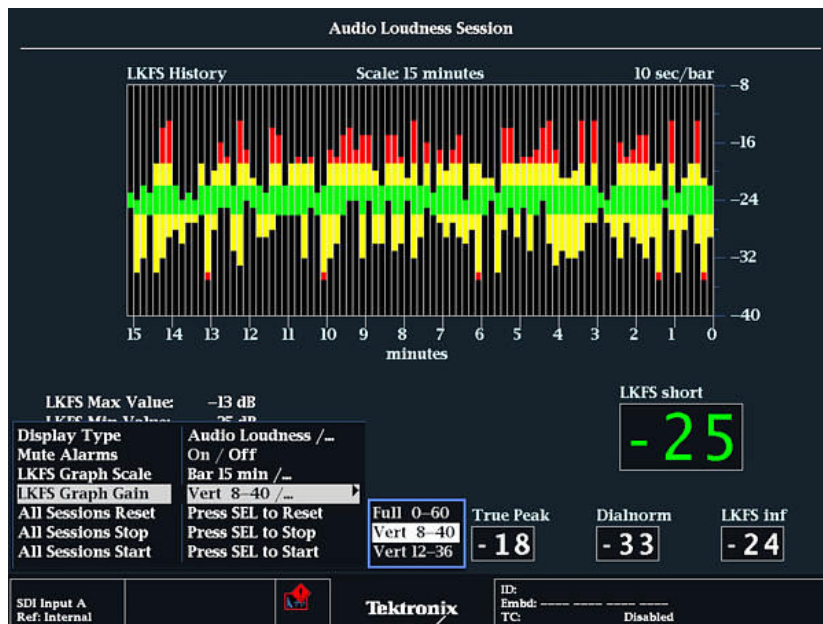 Audio Loudness Session
LKFS History Scale: 15 minutes 10 sec/bar
-8
-16
-24
-32
-40
15 14 13 12 11 10 9 8 7 6 5 4 3 2 1 0
minutes
LKFS Max Value: -13 dB
LKFS Min Value: -35 dB
LKFS short
-25
Display Type Audio Loudness /...
Mute Alarms On / Off
LKFS Graph Scale Bar 15 min /...
LKFS Graph Gain Vert 8-40 /...
All Sessions Reset Press SEL to Reset
All Sessions Stop Press SEL to Stop
All Sessions Start Press SEL to Start
Full 0-60
Vert 8-40
Vert 12-36
True Peak Dialnorm LKFS inf
-18 -33 -24
SDI Input A
Ref: Internal
Tektronix
ID:
Embd: ---- ---- ---- ----
TC: Disabled